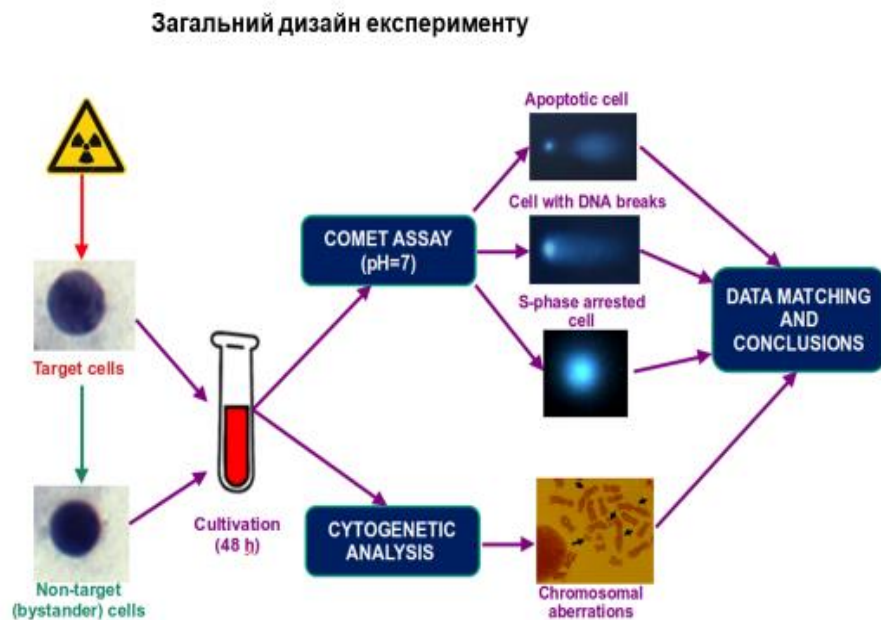 Загальний дизайн експерименту
Apoptotic cell
Cell with DNA breaks
COMET ASSAY
(pH=7)
S-phase arrested
cell
DATA MATCHING
AND
CONCLUSIONS
Target cells
Cultivation
(48 h)
CYTOGENETIC
ANALYSIS
Non-target
(bystander) cells
Chromosomal
aberrations